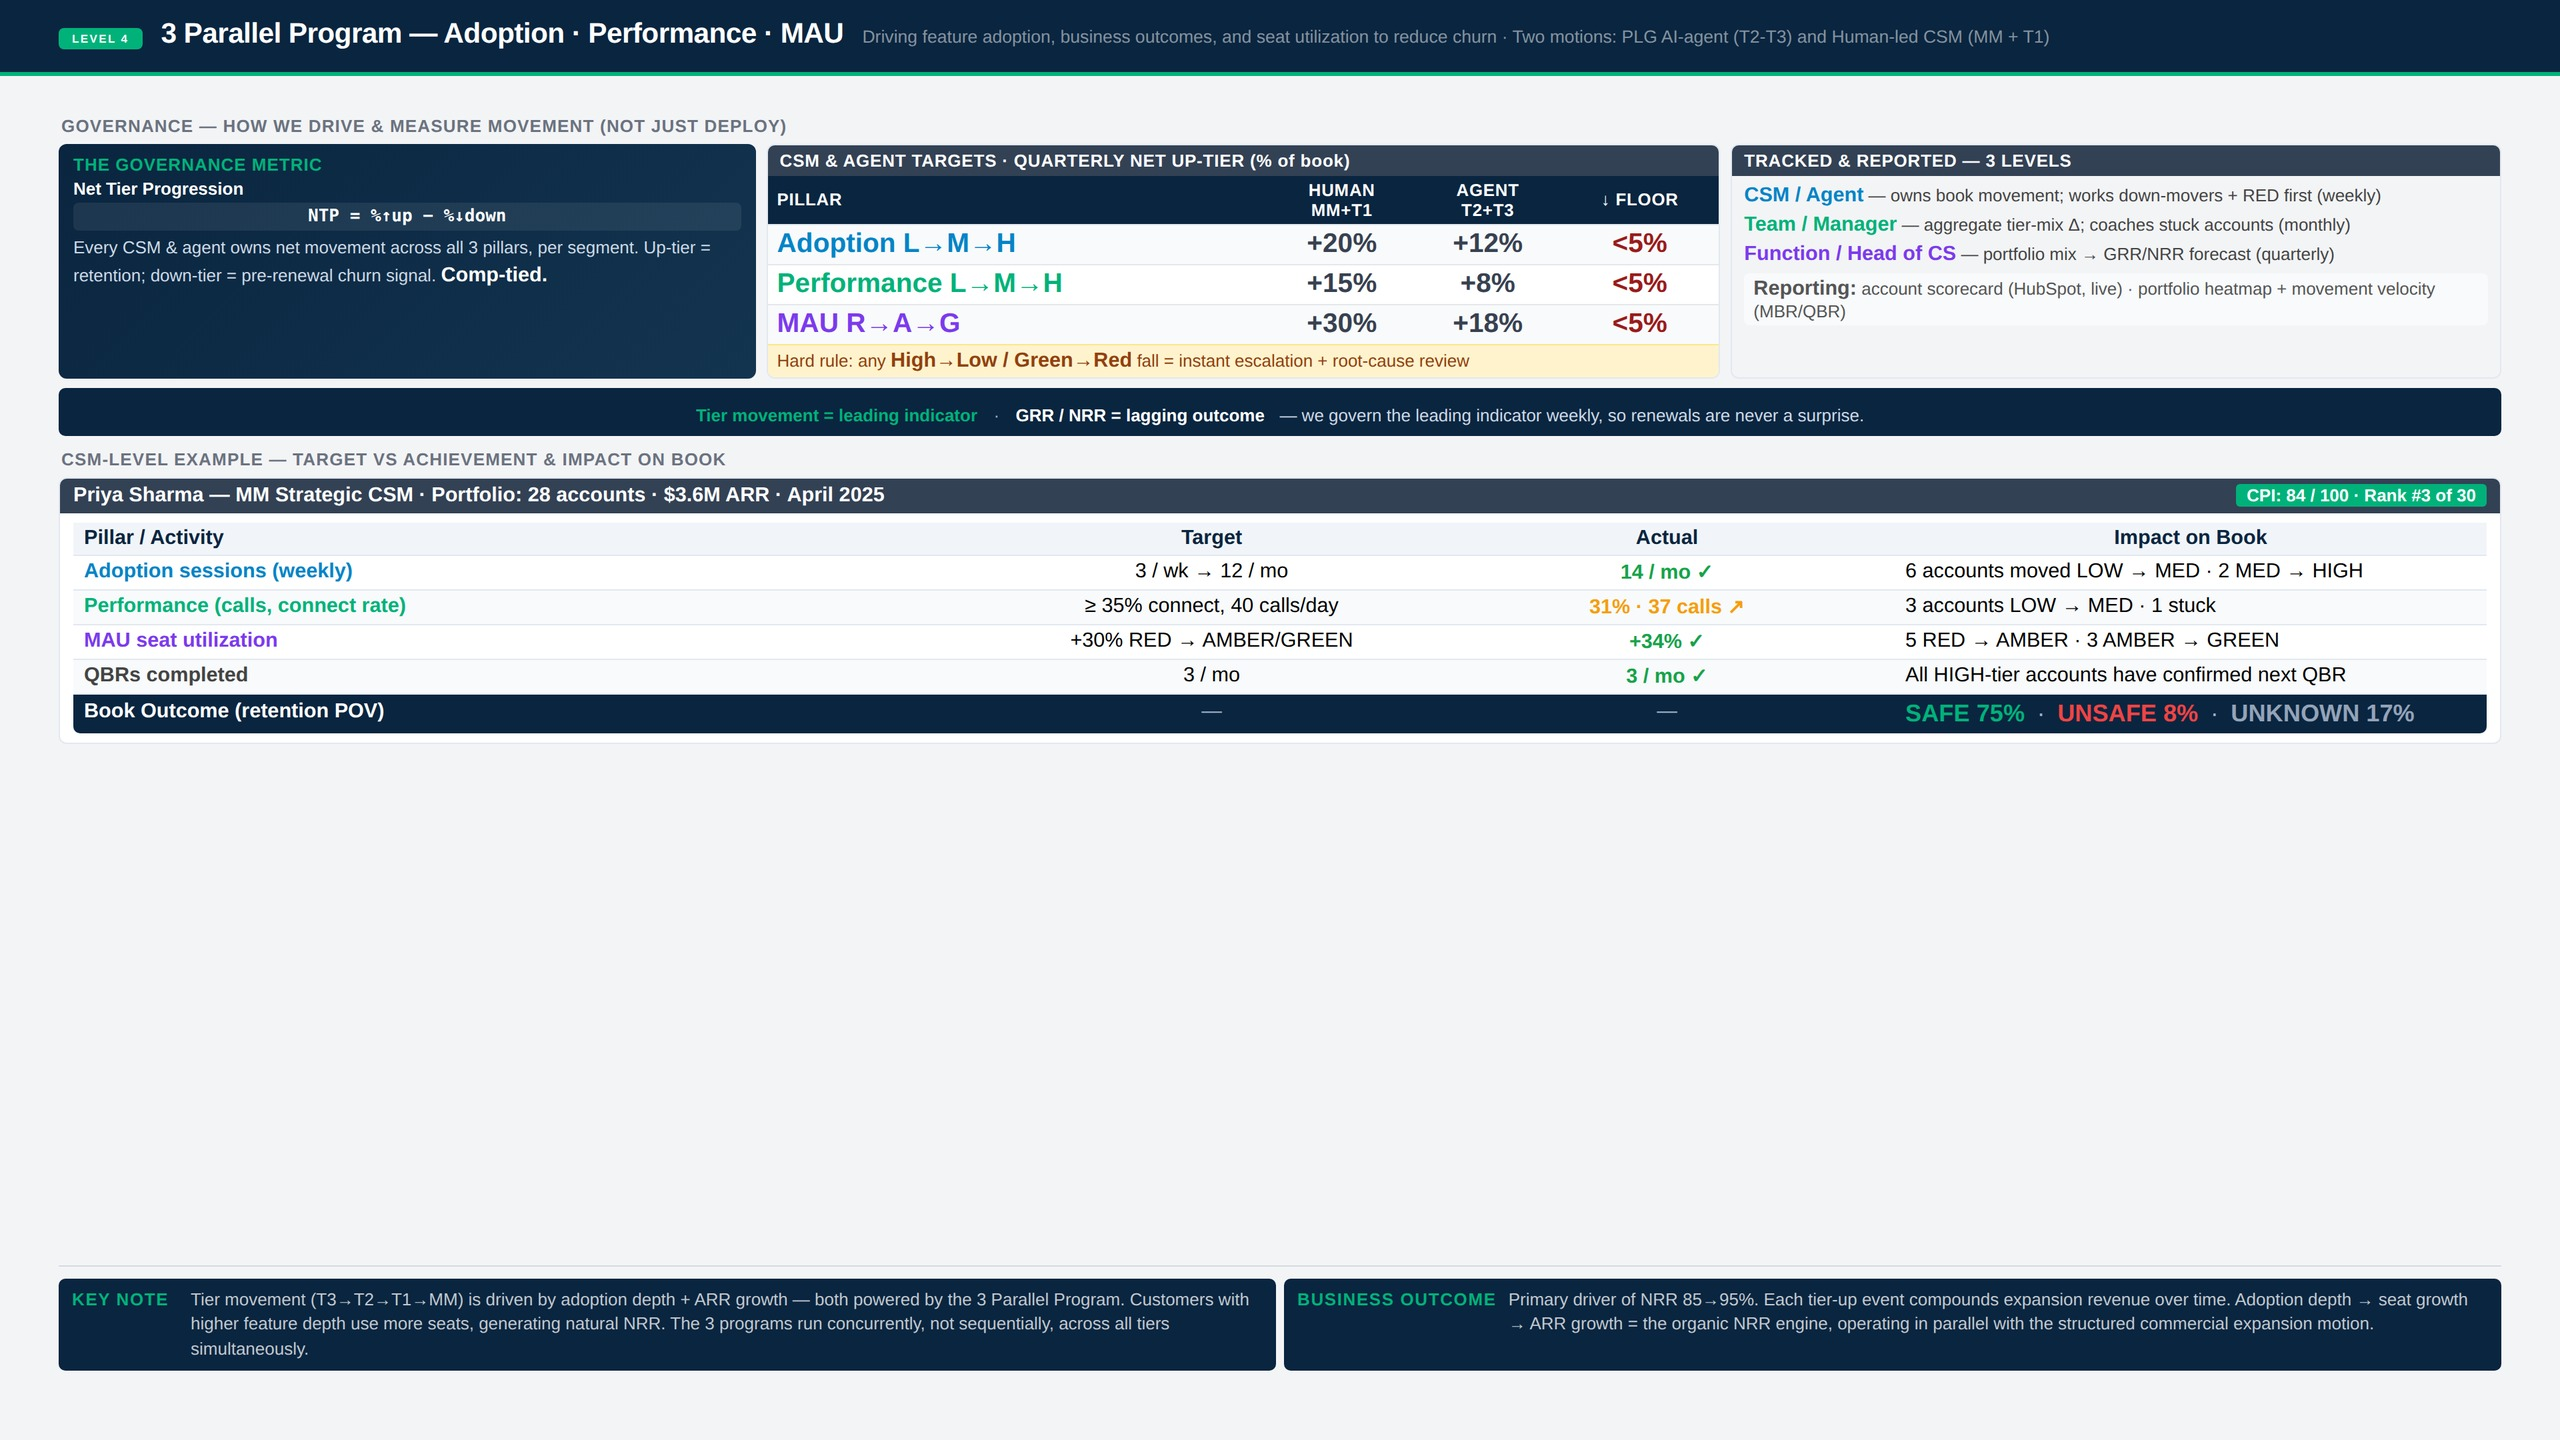 LEVEL 4
3 Parallel Program — Adoption · Performance · MAU
Driving feature adoption, business outcomes, and seat utilization to reduce churn · Two motions: PLG AI-agent (T2-T3) and Human-led CSM (MM + T1)
GOVERNANCE — HOW WE DRIVE & MEASURE MOVEMENT (NOT JUST DEPLOY)
THE GOVERNANCE METRIC
Net Tier Progression
NTP = %↑up − %↓down
Every CSM & agent owns net movement across all 3 pillars, per segment. Up-tier =
retention; down-tier = pre-renewal churn signal. Comp-tied.
CSM & AGENT TARGETS · QUARTERLY NET UP-TIER (% of book)
PILLAR HUMAN MM+T1 AGENT T2+T3 ↓ FLOOR
Adoption L→M→H +20% +12% <5%
Performance L→M→H +15% +8% <5%
MAU R→A→G +30% +18% <5%
Hard rule: any High→Low / Green→Red fall = instant escalation + root-cause review
TRACKED & REPORTED — 3 LEVELS
CSM / Agent — owns book movement; works down-movers + RED first (weekly)
Team / Manager — aggregate tier-mix Δ; coaches stuck accounts (monthly)
Function / Head of CS — portfolio mix → GRR/NRR forecast (quarterly)
Reporting: account scorecard (HubSpot, live) · portfolio heatmap + movement velocity
(MBR/QBR)
Tier movement = leading indicator · GRR / NRR = lagging outcome — we govern the leading indicator weekly, so renewals are never a surprise.
CSM-LEVEL EXAMPLE — TARGET VS ACHIEVEMENT & IMPACT ON BOOK
Priya Sharma — MM Strategic CSM · Portfolio: 28 accounts · $3.6M ARR · April 2025
CPI: 84 / 100 · Rank #3 of 30
Pillar / Activity Target Actual Impact on Book
Adoption sessions (weekly) 3 / wk → 12 / mo 14 / mo ✓ 6 accounts moved LOW → MED · 2 MED → HIGH
Performance (calls, connect rate) ≥ 35% connect, 40 calls/day 31% · 37 calls ↗ 3 accounts LOW → MED · 1 stuck
MAU seat utilization +30% RED → AMBER/GREEN +34% ✓ 5 RED → AMBER · 3 AMBER → GREEN
QBRs completed 3 / mo 3 / mo ✓ All HIGH-tier accounts have confirmed next QBR
Book Outcome (retention POV) — — SAFE 75% · UNSAFE 8% · UNKNOWN 17%
KEY NOTE
Tier movement (T3→T2→T1→MM) is driven by adoption depth + ARR growth — both powered by the 3 Parallel Program. Customers with
higher feature depth use more seats, generating natural NRR. The 3 programs run concurrently, not sequentially, across all tiers
simultaneously.
BUSINESS OUTCOME
Primary driver of NRR 85→95%. Each tier-up event compounds expansion revenue over time. Adoption depth → seat growth
→ ARR growth = the organic NRR engine, operating in parallel with the structured commercial expansion motion.